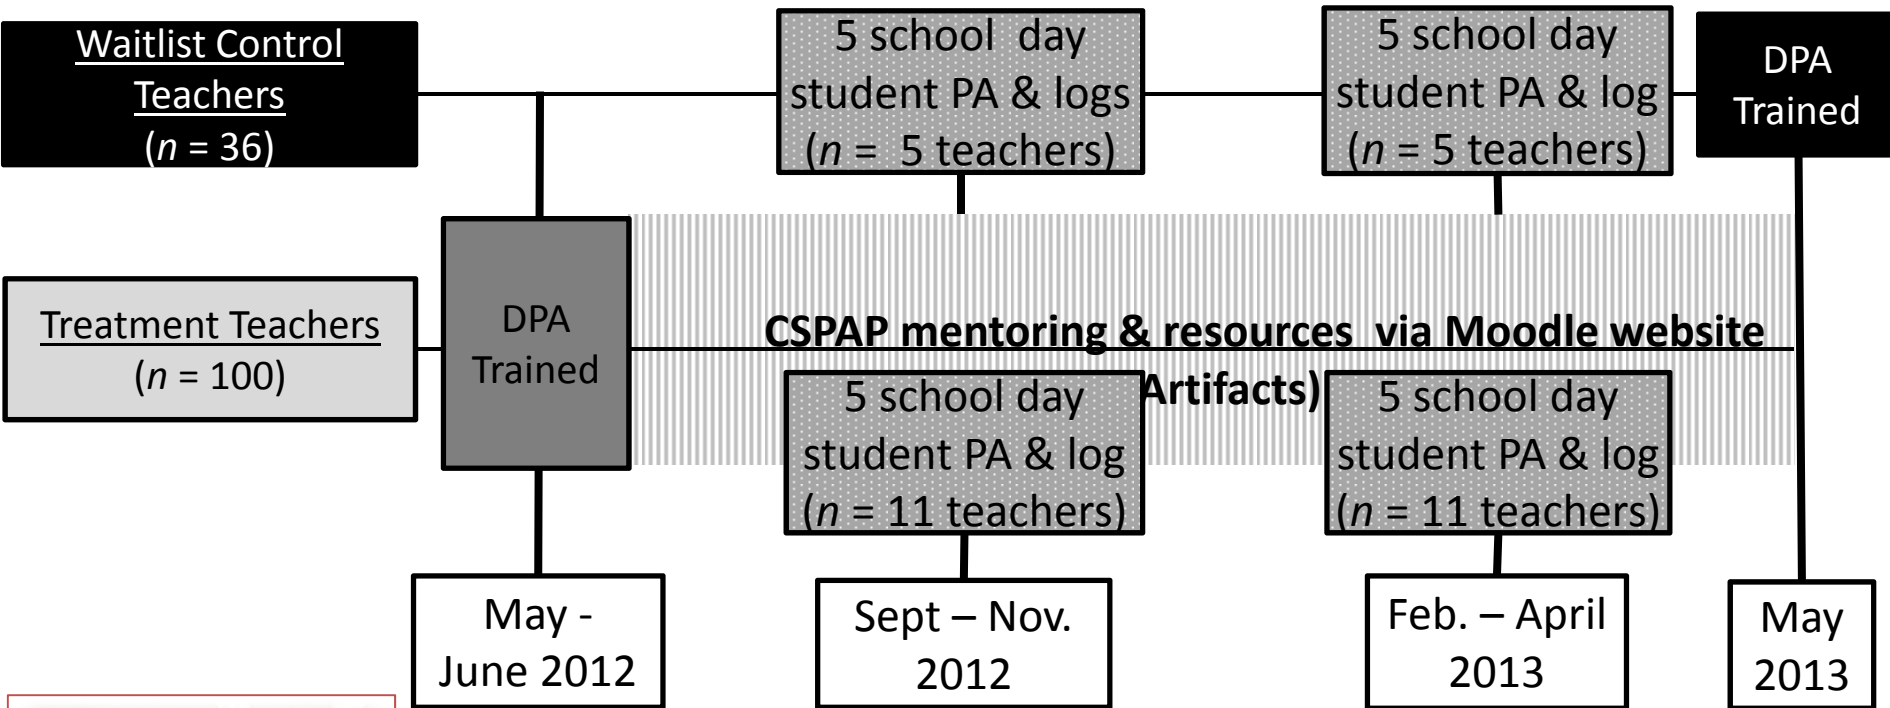 Waitlist Control
Teachers
(n = 36)
5 school  day
student PA & logs
(n =  5 teachers)
5 school day
student PA & log
(n = 5 teachers)
DPA
Trained
Treatment Teachers
(n = 100)
DPA
Trained
CSPAP mentoring & resources  via Moodle website
Artifacts)
5 school day
student PA & log
(n = 11 teachers)
5 school day
student PA & log
(n = 11 teachers)
May -
June 2012
Sept – Nov.
2012
Feb. – April
2013
May
2013